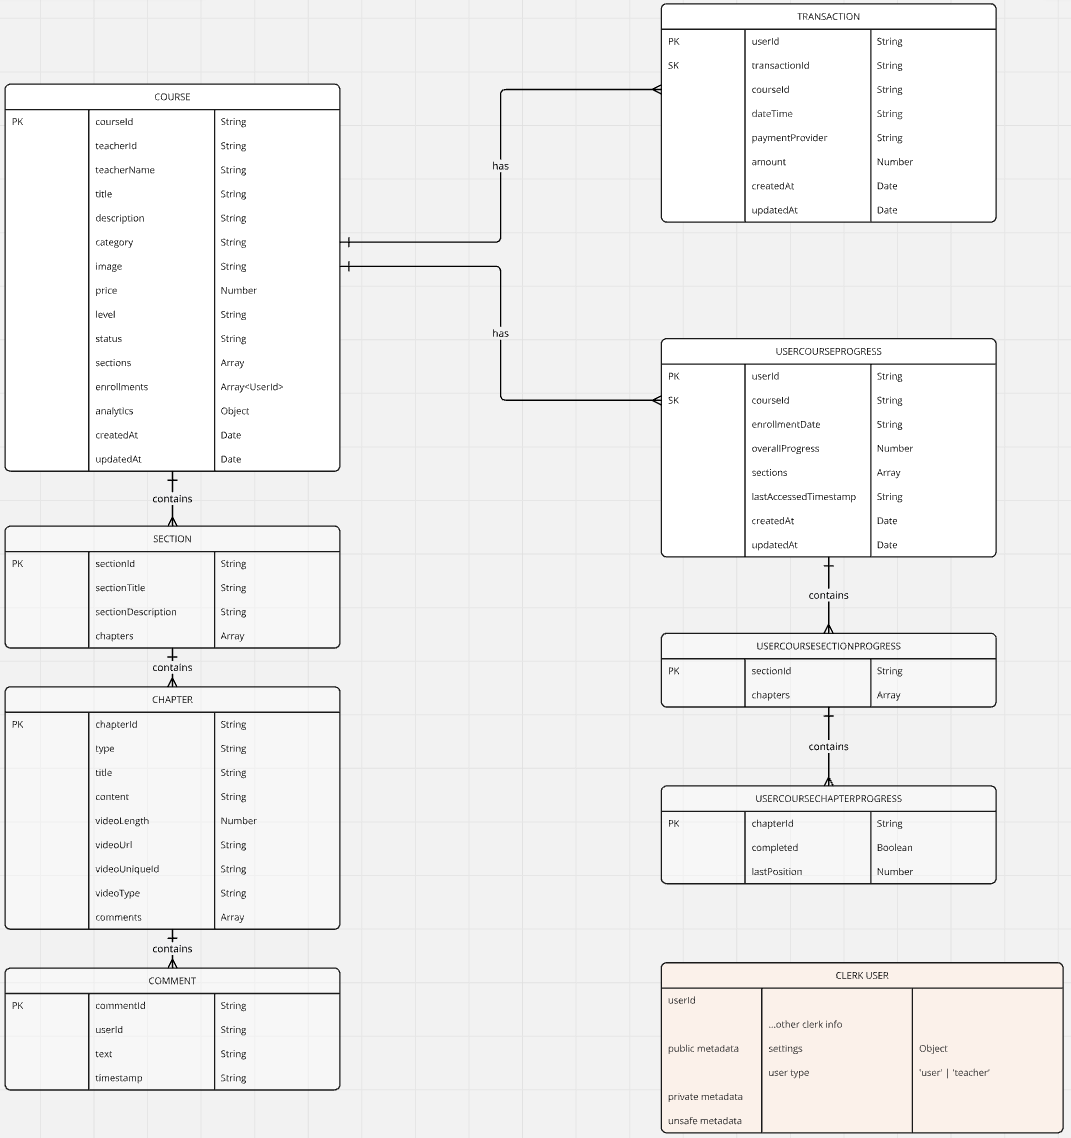 COURSE
PK courseId String
teacherId String
teacherName String
title String
description String
category String
image String
price Number
level String
status String
sections Array
enrollments Array<UserId>
analytics Object
createdAt Date
updatedAt Date
contains
SECTION
PK sectionId String
sectionTitle String
sectionDescription String
chapters Array
contains
CHAPTER
PK chapterId String
type String
title String
content String
videoLength Number
videoUrl String
videoUniqueId String
videoType String
comments Array
contains
COMMENT
PK commentId String
userId String
text String
timestamp String
has
has
TRANSACTION
PK userId String
SK transactionId String
courseId String
dateTime String
paymentProvider String
amount Number
createdAt Date
updatedAt Date
USERCOURSEPROGRESS
PK userId String
SK courseId String
enrollmentDate String
overallProgress Number
sections Array
lastAccessedTimestamp String
createdAt Date
updatedAt Date
contains
USERCOURSESECTIONPROGRESS
PK sectionId String
chapters Array
contains
USERCOURSECHAPTERPROGRESS
PK chapterId String
completed Boolean
lastPosition Number
CLERK USER
userId
...other clerk info
public metadata settings Object
user type 'user' | 'teacher'
private metadata
unsafe metadata